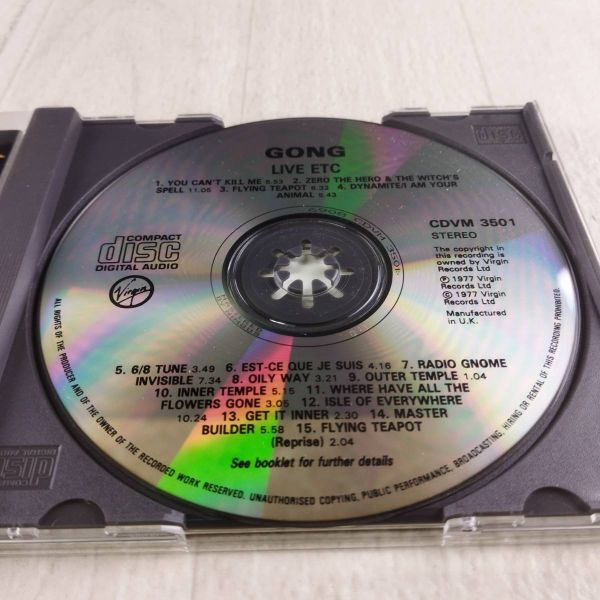 GONG
LIVE ETC
1. YOU CAN'T KILL ME 6.53 2. ZERO THE HERO & THE WITCH'S
SPELL 11.06 3. FLYING TEAPOT 6.32 4. DYNAMITE/I AM YOUR
ANIMAL 6.43
COMPACT
disc
DIGITAL AUDIO
Virgin
CDVM 3501
STEREO
The copyright in
this recording is
owned by Virgin
Records Ltd
℗ 1977 Virgin
Records Ltd
© 1977 Virgin
Records Ltd
Manufactured
in U.K.
5. 6/8 TUNE 3.49 6. EST-CE QUE JE SUIS 4.16 7. RADIO GNOME
INVISIBLE 7.34 8. OILY WAY 3.21 9. OUTER TEMPLE 1.04
10. INNER TEMPLE 5.15 11. WHERE HAVE ALL THE
FLOWERS GONE 3.05 12. ISLE OF EVERYWHERE
10.24 13. GET IT INNER 2.30 14. MASTER
BUILDER 5.58 15. FLYING TEAPOT
(Reprise) 2.04
See booklet for further details
ALL RIGHTS OF THE PRODUCER AND OF THE OWNER OF THE RECORDED WORK RESERVED. UNAUTHORISED COPYING, PUBLIC PERFORMANCE, BROADCASTING, HIRING OR RENTAL OF THIS RECORDING PROHIBITED.